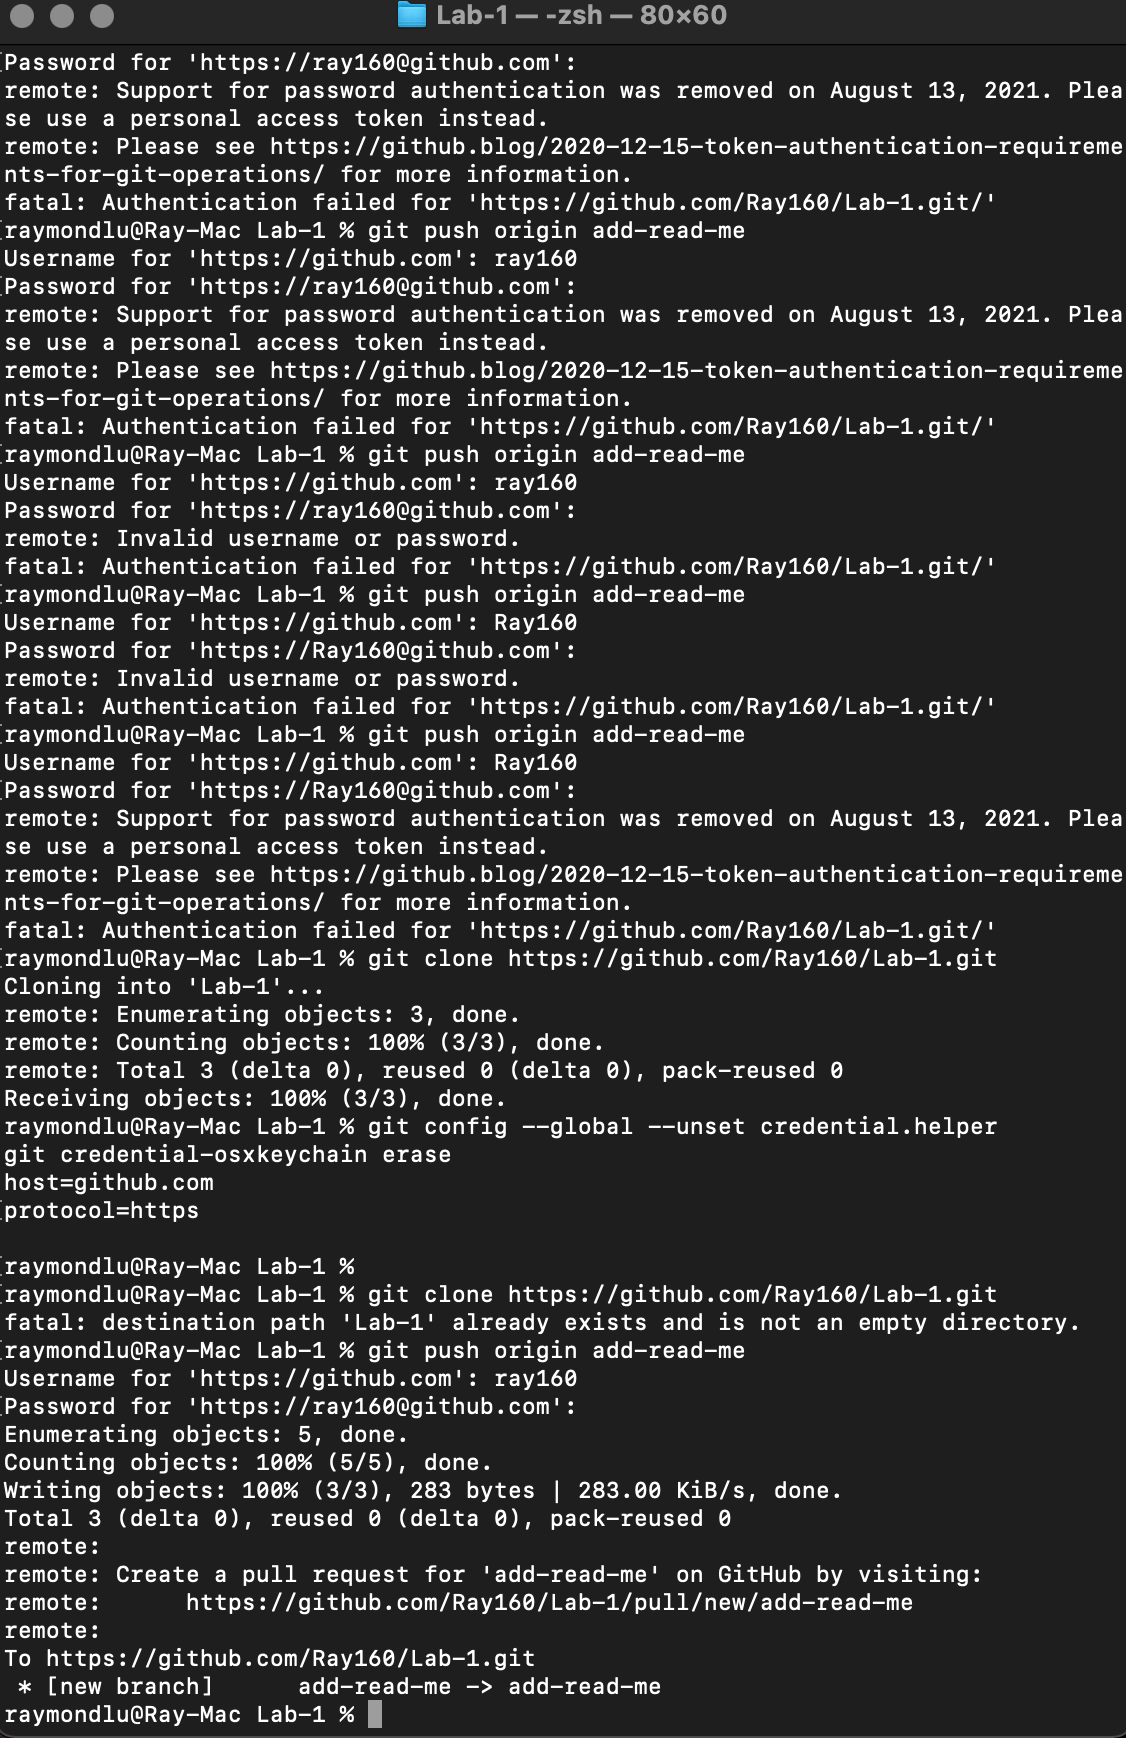 Lab-1 — -zsh — 80×60
Password for 'https://ray160@github.com':
remote: Support for password authentication was removed on August 13, 2021. Plea
se use a personal access token instead.
remote: Please see https://github.blog/2020-12-15-token-authentication-requireme
nts-for-git-operations/ for more information.
fatal: Authentication failed for 'https://github.com/Ray160/Lab-1.git/'
raymondlu@Ray-Mac Lab-1 % git push origin add-read-me
Username for 'https://github.com': ray160
Password for 'https://ray160@github.com':
remote: Support for password authentication was removed on August 13, 2021. Plea
se use a personal access token instead.
remote: Please see https://github.blog/2020-12-15-token-authentication-requireme
nts-for-git-operations/ for more information.
fatal: Authentication failed for 'https://github.com/Ray160/Lab-1.git/'
raymondlu@Ray-Mac Lab-1 % git push origin add-read-me
Username for 'https://github.com': ray160
Password for 'https://ray160@github.com':
remote: Invalid username or password.
fatal: Authentication failed for 'https://github.com/Ray160/Lab-1.git/'
raymondlu@Ray-Mac Lab-1 % git push origin add-read-me
Username for 'https://github.com': Ray160
Password for 'https://Ray160@github.com':
remote: Invalid username or password.
fatal: Authentication failed for 'https://github.com/Ray160/Lab-1.git/'
raymondlu@Ray-Mac Lab-1 % git push origin add-read-me
Username for 'https://github.com': Ray160
Password for 'https://Ray160@github.com':
remote: Support for password authentication was removed on August 13, 2021. Plea
se use a personal access token instead.
remote: Please see https://github.blog/2020-12-15-token-authentication-requireme
nts-for-git-operations/ for more information.
fatal: Authentication failed for 'https://github.com/Ray160/Lab-1.git/'
raymondlu@Ray-Mac Lab-1 % git clone https://github.com/Ray160/Lab-1.git
Cloning into 'Lab-1'...
remote: Enumerating objects: 3, done.
remote: Counting objects: 100% (3/3), done.
remote: Total 3 (delta 0), reused 0 (delta 0), pack-reused 0
Receiving objects: 100% (3/3), done.
raymondlu@Ray-Mac Lab-1 % git config --global --unset credential.helper
git credential-osxkeychain erase
host=github.com
protocol=https
raymondlu@Ray-Mac Lab-1 %
raymondlu@Ray-Mac Lab-1 % git clone https://github.com/Ray160/Lab-1.git
fatal: destination path 'Lab-1' already exists and is not an empty directory.
raymondlu@Ray-Mac Lab-1 % git push origin add-read-me
Username for 'https://github.com': ray160
Password for 'https://ray160@github.com':
Enumerating objects: 5, done.
Counting objects: 100% (5/5), done.
Writing objects: 100% (3/3), 283 bytes | 283.00 KiB/s, done.
Total 3 (delta 0), reused 0 (delta 0), pack-reused 0
remote:
remote: Create a pull request for 'add-read-me' on GitHub by visiting:
remote:      https://github.com/Ray160/Lab-1/pull/new/add-read-me
remote:
To https://github.com/Ray160/Lab-1.git
 * [new branch]      add-read-me -> add-read-me
raymondlu@Ray-Mac Lab-1 %